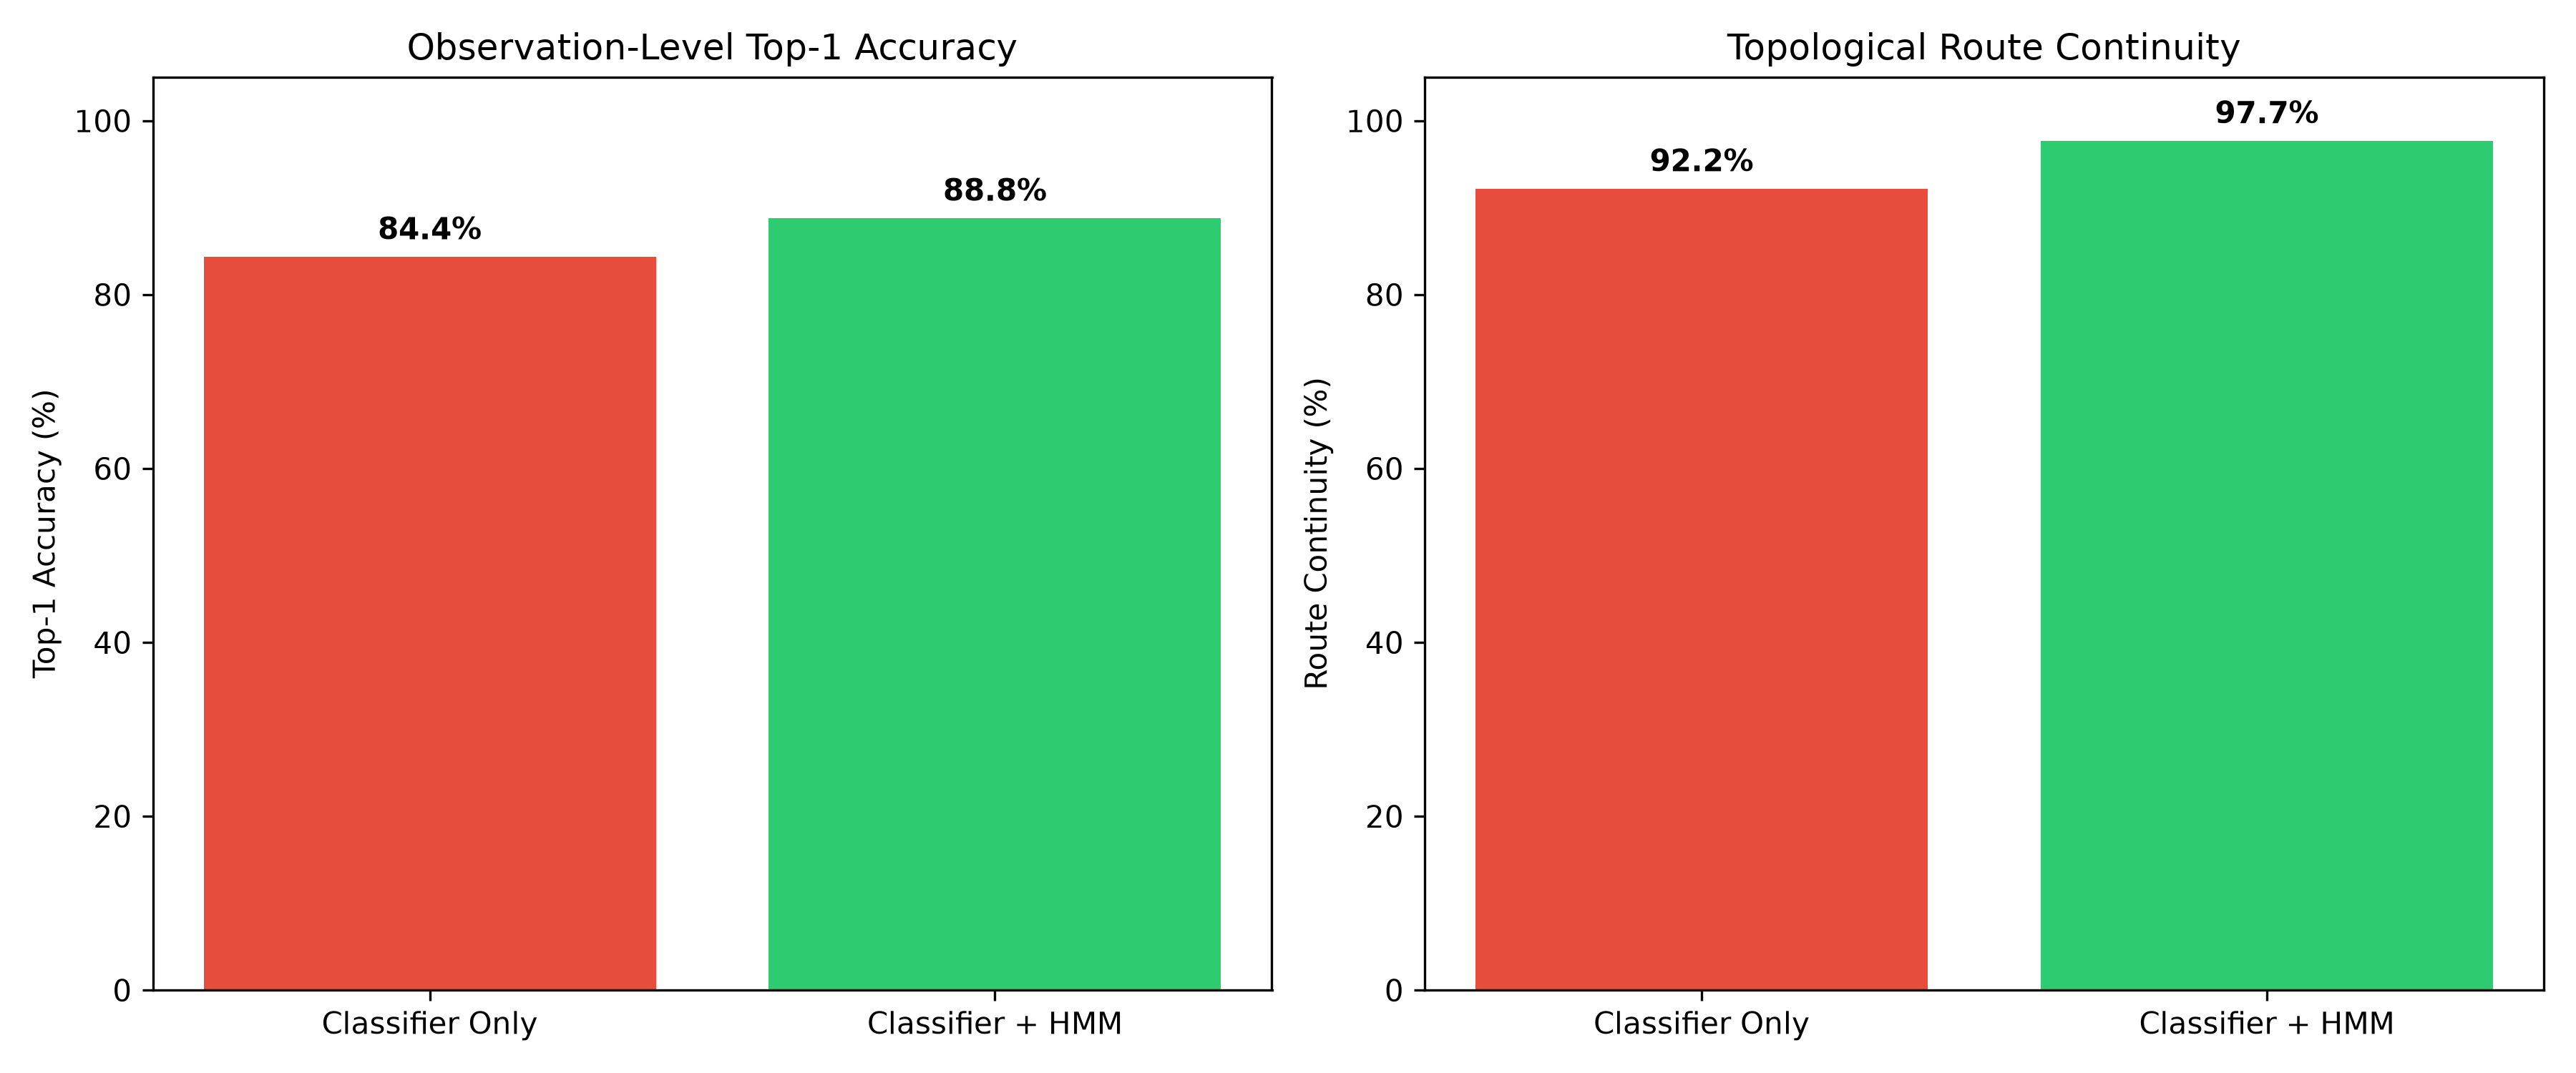 Observation-Level Top-1 Accuracy
Top-1 Accuracy (%)
100
80
60
40
20
0
84.4%
88.8%
Classifier Only
Classifier + HMM
Topological Route Continuity
Route Continuity (%)
100
80
60
40
20
0
92.2%
97.7%
Classifier Only
Classifier + HMM